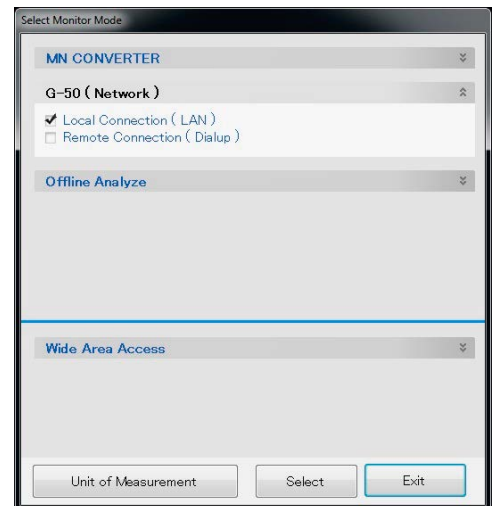 Select Monitor Mode
MN CONVERTER
G-50 ( Network )
Local Connection ( LAN )
Remote Connection ( Dialup )
Offline Analyze
Wide Area Access
Unit of Measurement
Select
Exit